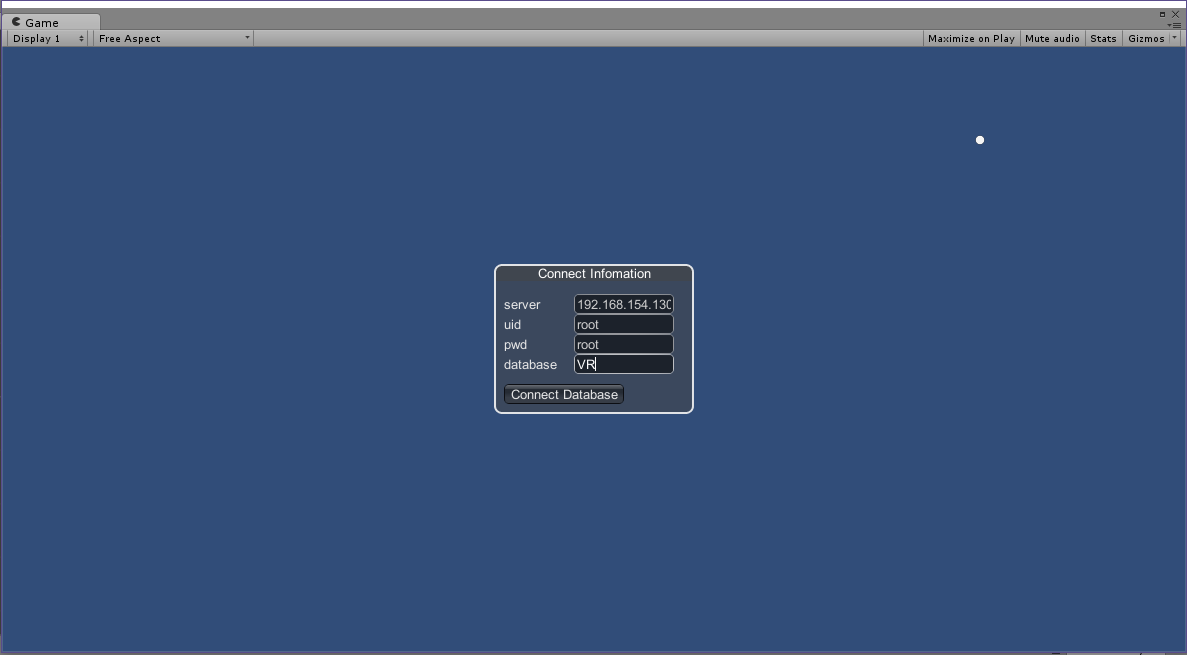 Game
Display 1 Free Aspect Maximize on Play Mute audio Stats Gizmos
Connect Infomation
server 192.168.154.130
uid root
pwd root
database VR
Connect Database